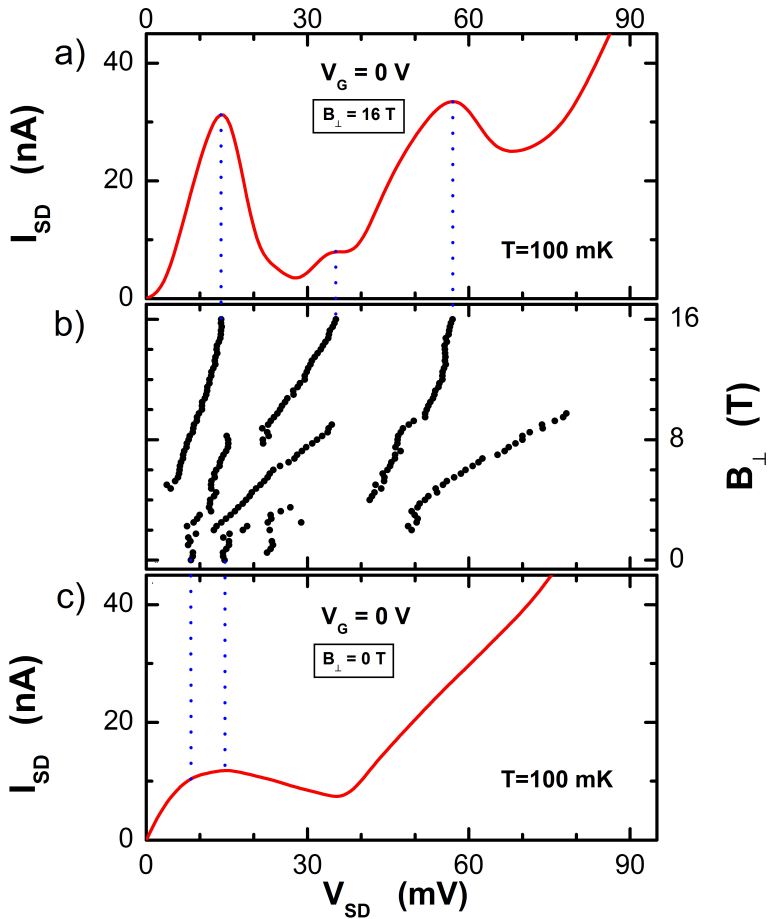 0 30 60 90
a)
40
V_G = 0 V
B_⊥ = 16 T
I_SD (nA)
20
T=100 mK
0
b)
16
8
B_⊥ (T)
0
c)
40
V_G = 0 V
B_⊥ = 0 T
I_SD (nA)
20
T=100 mK
0
0 30 60 90
V_SD (mV)